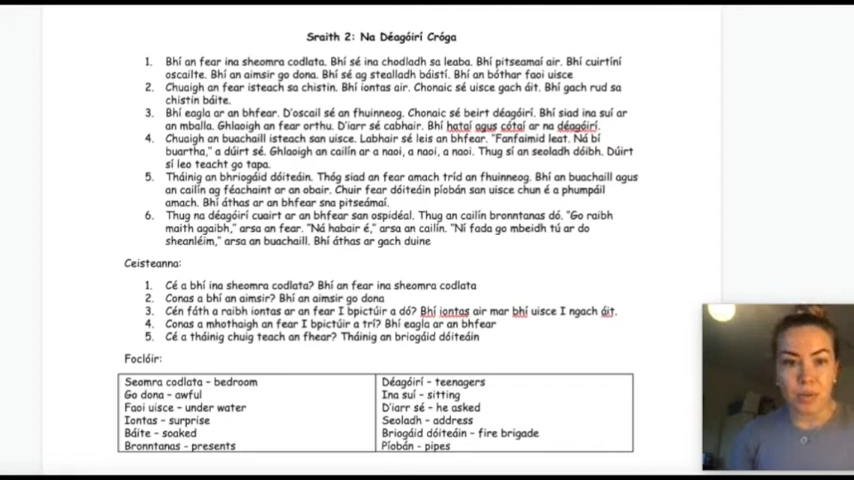 Sraith 2: Na Déagóirí Cróga
1. Bhí an fear ina sheomra codlata. Bhí sé ina chodladh sa leaba. Bhí pitseamaí air. Bhí cuirtíní
oscailte. Bhí an aimsir go dona. Bhí sé ag stealladh báistí. Bhí an bóthar faoi uisce
2. Chuaigh an fear isteach sa chistin. Bhí iontas air. Chonaic sé uisce gach áit. Bhí gach rud sa
chistin báite.
3. Bhí eagla ar an bhfear. D'oscail sé an fhuinneog. Chonaic sé beirt déagóirí. Bhí siad ina suí ar
an mballa. Ghlaoigh an fear orthu. D'iarr sé cabhair. Bhí hataí agus cótaí ar na déagóirí.
4. Chuaigh an buachaill isteach san uisce. Labhair sé leis an bhfear. "Fanfaimid leat. Ná bí
buartha," a dúirt sé. Ghlaoigh an cailín ar a naoi, a naoi, a naoi. Thug sí an seoladh dóibh. Dúirt
sí leo teacht go tapa.
5. Tháinig an bhriogáid dóiteáin. Thóg siad an fear amach tríd an fhuinneog. Bhí an buachaill agus
an cailín ag féachaint ar an obair. Chuir fear dóiteáin píobán san uisce chun é a phumpáil
amach. Bhí áthas ar an bhfear sna pitseámaí.
6. Thug na déagóirí cuairt ar an bhfear san ospidéal. Thug an cailín bronntanas dó. "Go raibh
maith agaibh," arsa an fear. "Ná habair é," arsa an cailín. "Ní fada go mbeidh tú ar do
sheanléim," arsa an buachaill. Bhí áthas ar gach duine
Ceisteanna:
1. Cé a bhí ina sheomra codlata? Bhí an fear ina sheomra codlata
2. Conas a bhí an aimsir? Bhí an aimsir go dona
3. Cén fáth a raibh iontas ar an fear I bpictiúr a dó? Bhí iontas air mar bhí uisce I ngach áit.
4. Conas a mhothaigh an fear I bpictiúr a trí? Bhí eagla ar an bhfear
5. Cé a tháinig chuig teach an fhear? Tháinig an briogáid dóiteáin
Foclóir:
Seomra codlata – bedroom
Go dona – awful
Faoi uisce – under water
Iontas – surprise
Báite – soaked
Bronntanas - presents
Déagóirí – teenagers
Ina suí – sitting
D'iarr sé – he asked
Seoladh – address
Briogáid dóiteáin – fire brigade
Píobán – pipes